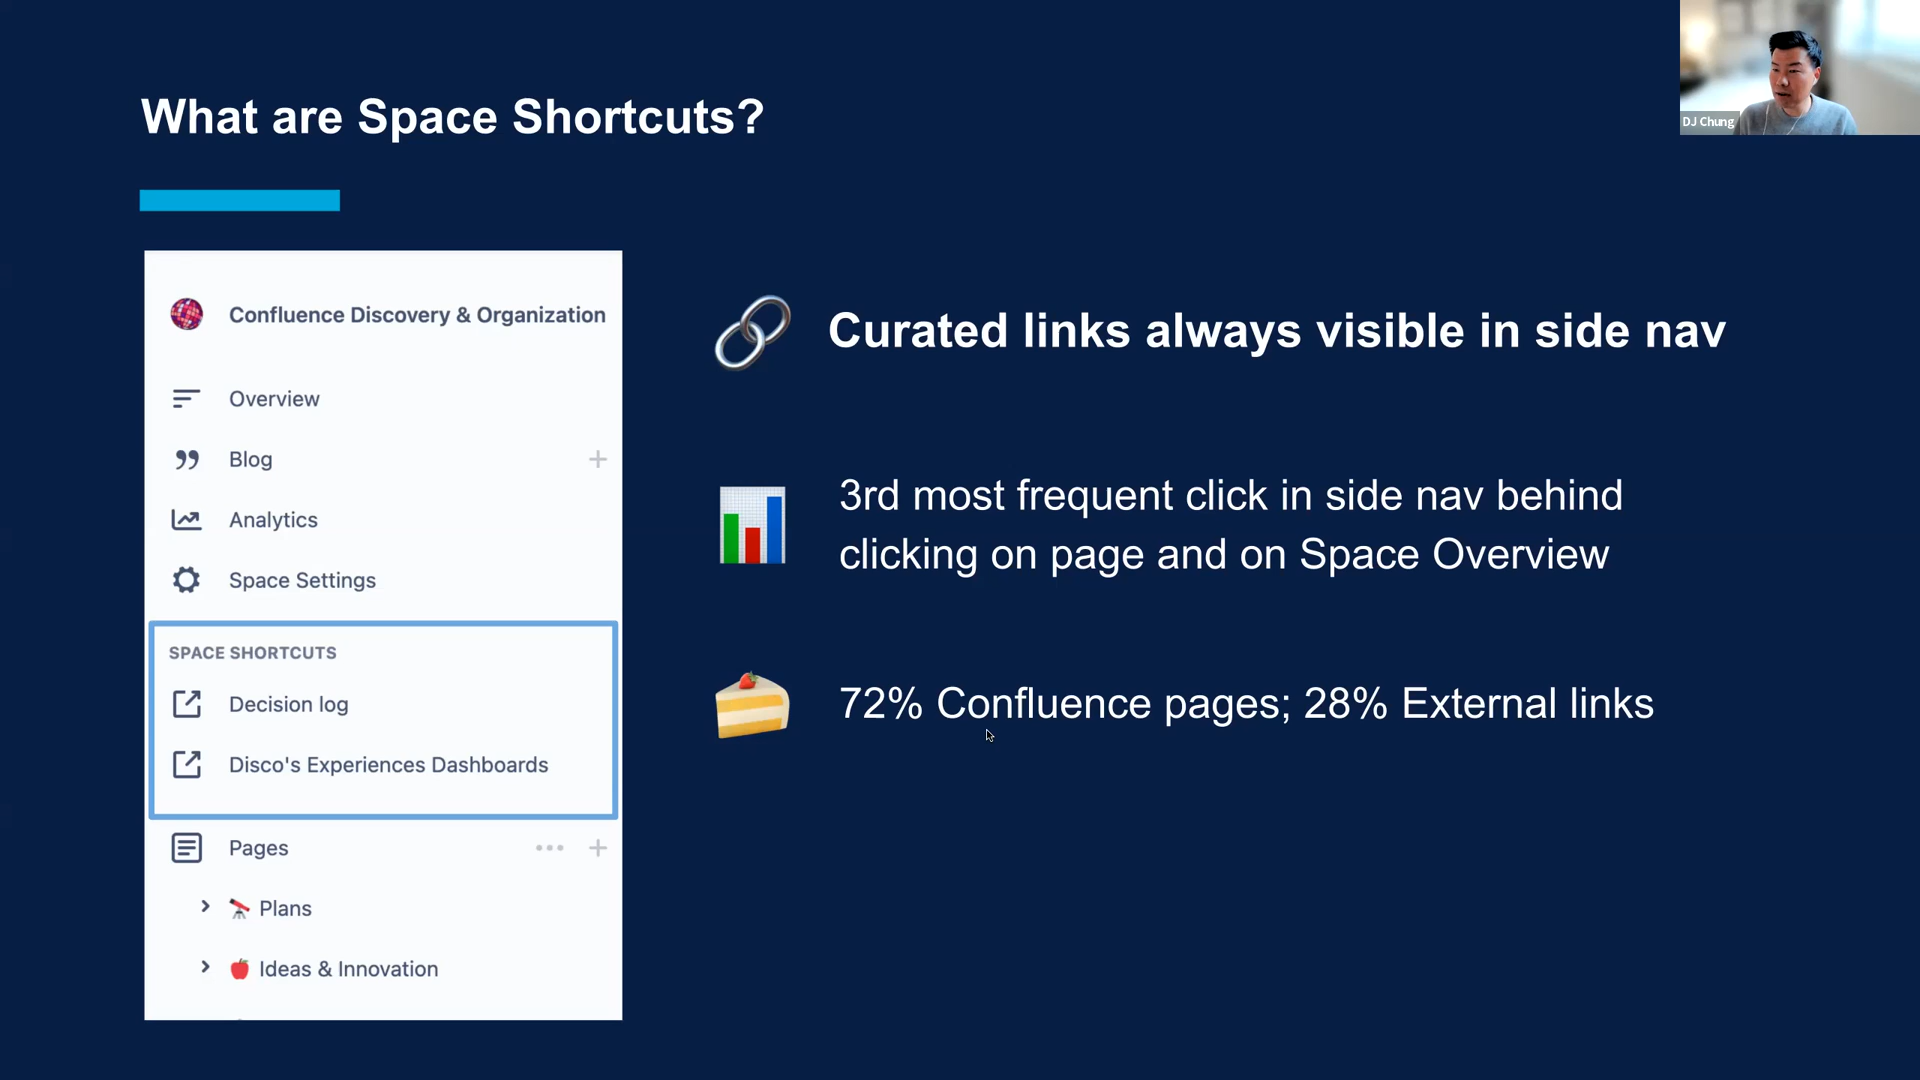 What are Space Shortcuts?
DJ Chung
Confluence Discovery & Organization
Overview
Blog
Analytics
Space Settings
SPACE SHORTCUTS
Decision log
Disco's Experiences Dashboards
Pages
Plans
Ideas & Innovation
Curated links always visible in side nav
3rd most frequent click in side nav behind
clicking on page and on Space Overview
72% Confluence pages; 28% External links